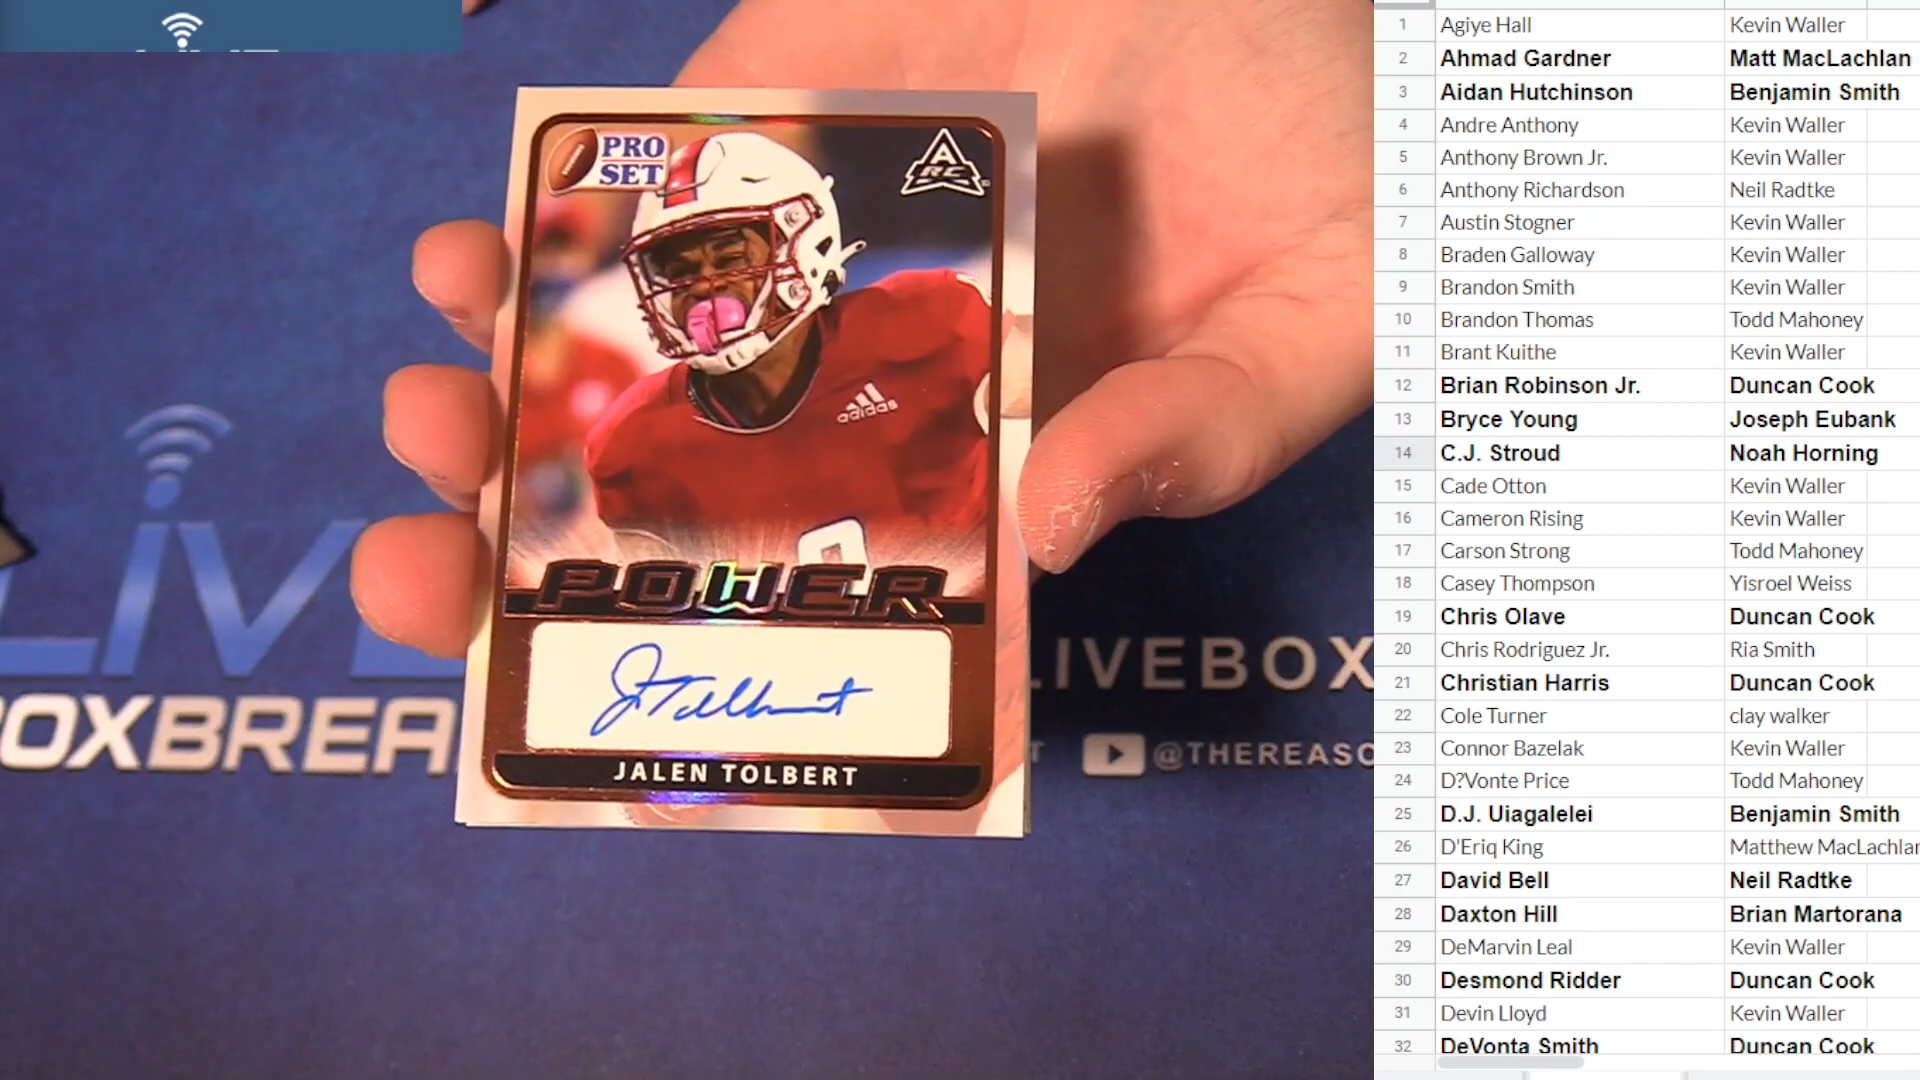 PRO
SET
A
RC
adidas
POWER
J. Tolbert
JALEN TOLBERT
LIV
OXBREA
LIVEBOX
@THEREASO
1 Agiye Hall Kevin Waller
2 Ahmad Gardner Matt MacLachlan
3 Aidan Hutchinson Benjamin Smith
4 Andre Anthony Kevin Waller
5 Anthony Brown Jr. Kevin Waller
6 Anthony Richardson Neil Radtke
7 Austin Stogner Kevin Waller
8 Braden Galloway Kevin Waller
9 Brandon Smith Kevin Waller
10 Brandon Thomas Todd Mahoney
11 Brant Kuithe Kevin Waller
12 Brian Robinson Jr. Duncan Cook
13 Bryce Young Joseph Eubank
14 C.J. Stroud Noah Horning
15 Cade Otton Kevin Waller
16 Cameron Rising Kevin Waller
17 Carson Strong Todd Mahoney
18 Casey Thompson Yisroel Weiss
19 Chris Olave Duncan Cook
20 Chris Rodriguez Jr. Ria Smith
21 Christian Harris Duncan Cook
22 Cole Turner clay walker
23 Connor Bazelak Kevin Waller
24 D?Vonte Price Todd Mahoney
25 D.J. Uiagalelei Benjamin Smith
26 D'Eriq King Matthew MacLachlan
27 David Bell Neil Radtke
28 Daxton Hill Brian Martorana
29 DeMarvin Leal Kevin Waller
30 Desmond Ridder Duncan Cook
31 Devin Lloyd Kevin Waller
32 DeVonta Smith Duncan Cook